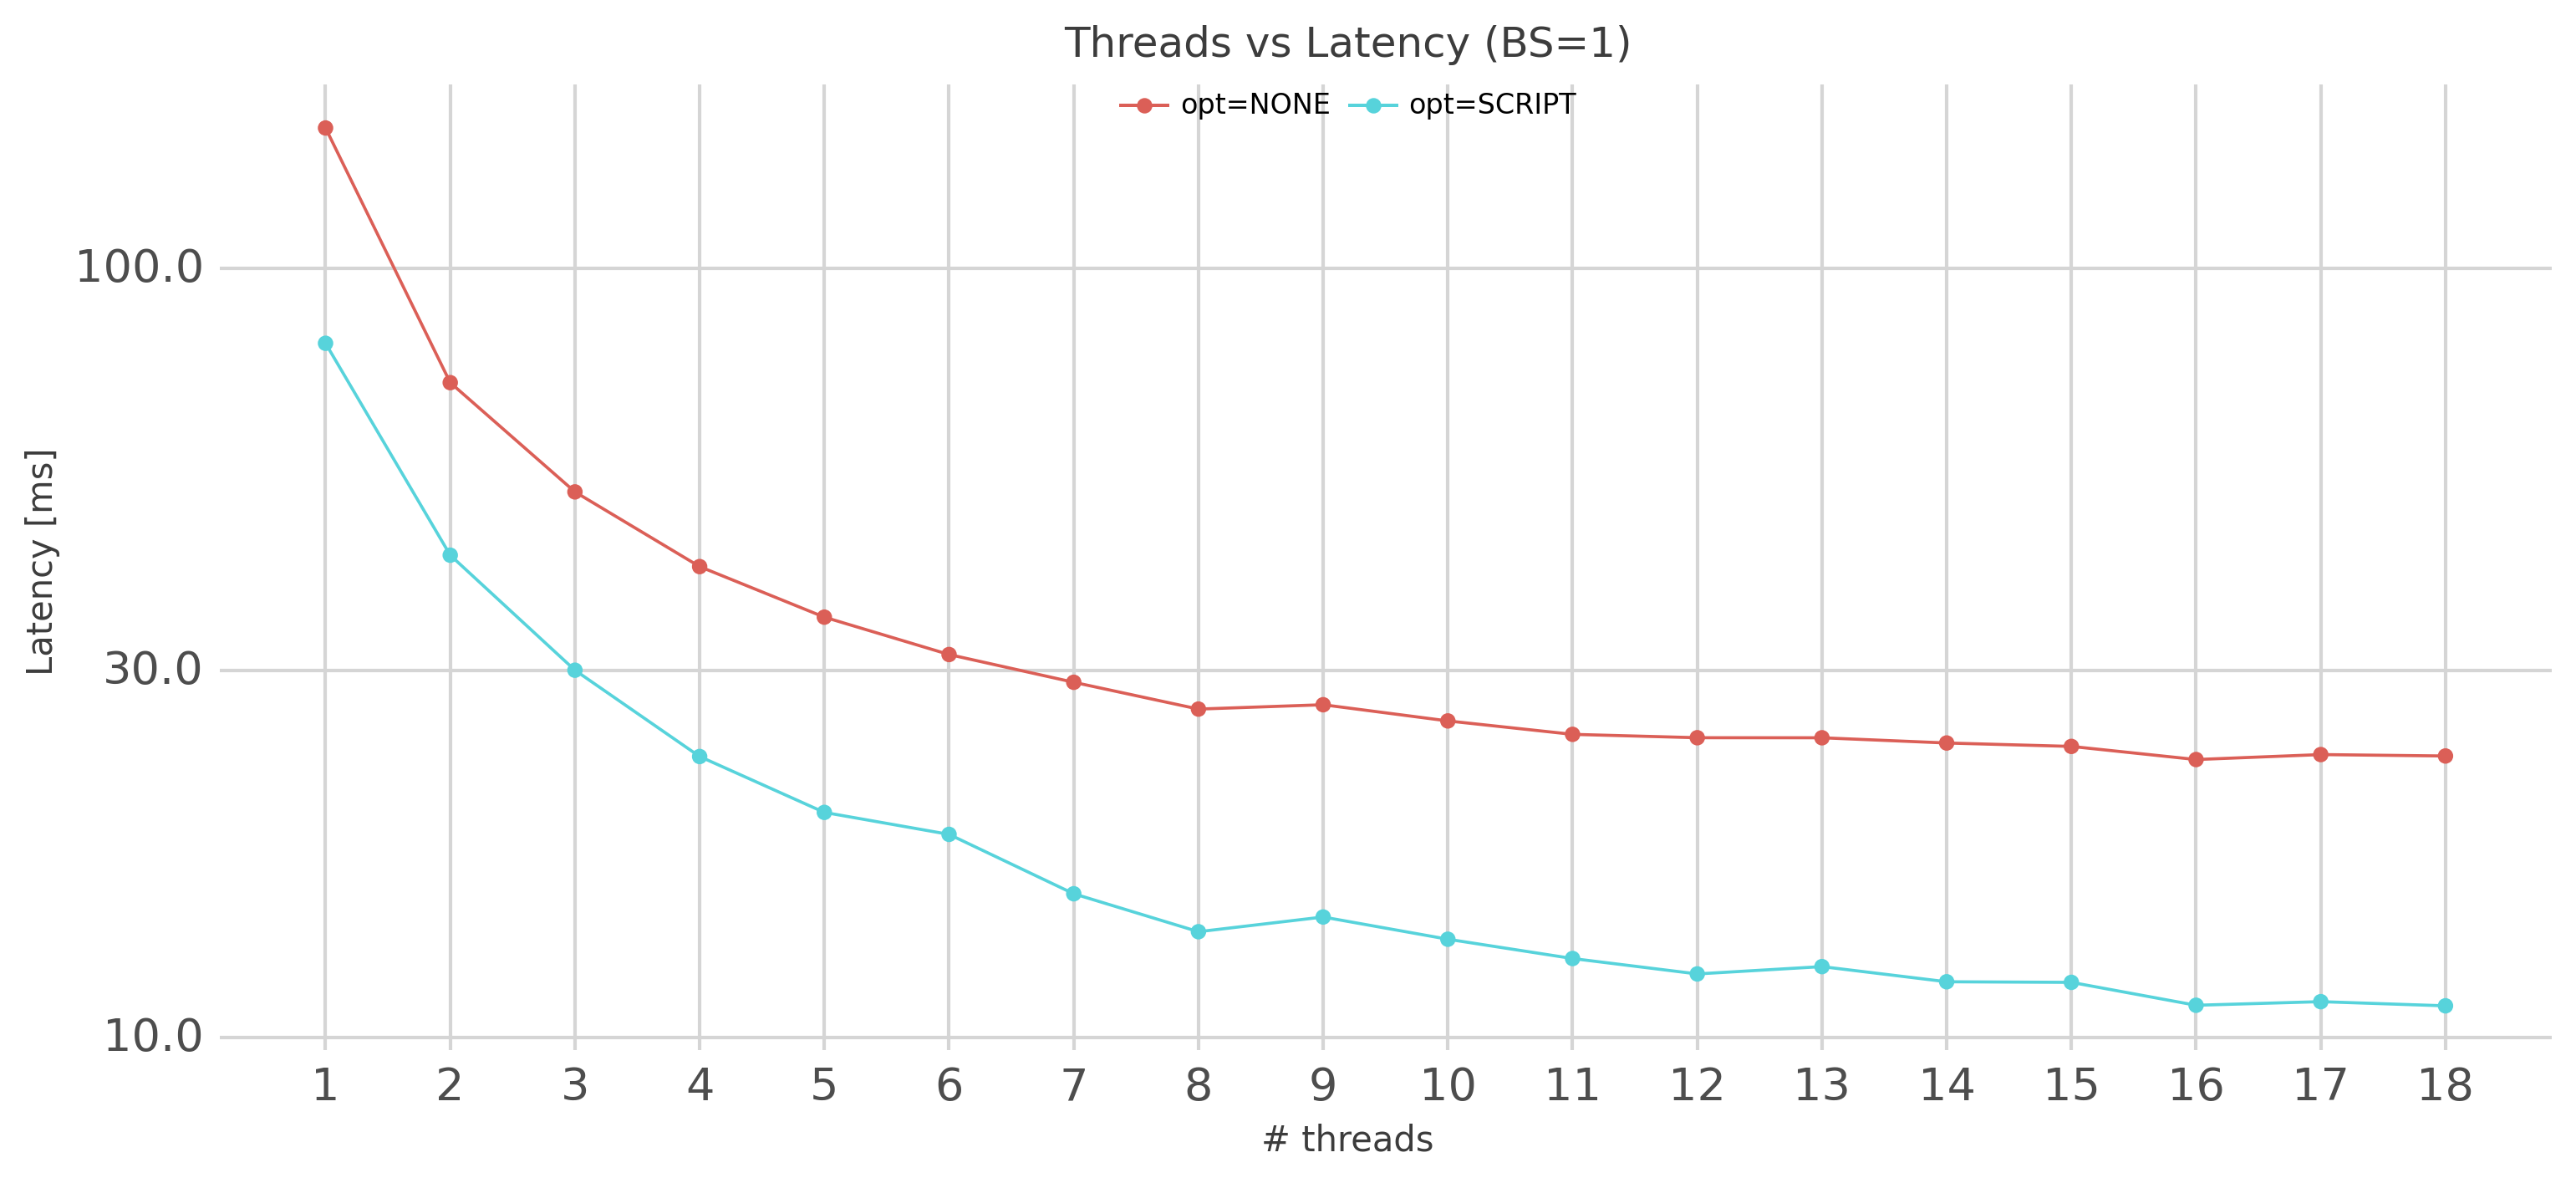 Threads vs Latency (BS=1)
opt=NONE opt=SCRIPT
Latency [ms]
100.0
30.0
10.0
1 2 3 4 5 6 7 8 9 10 11 12 13 14 15 16 17 18
# threads